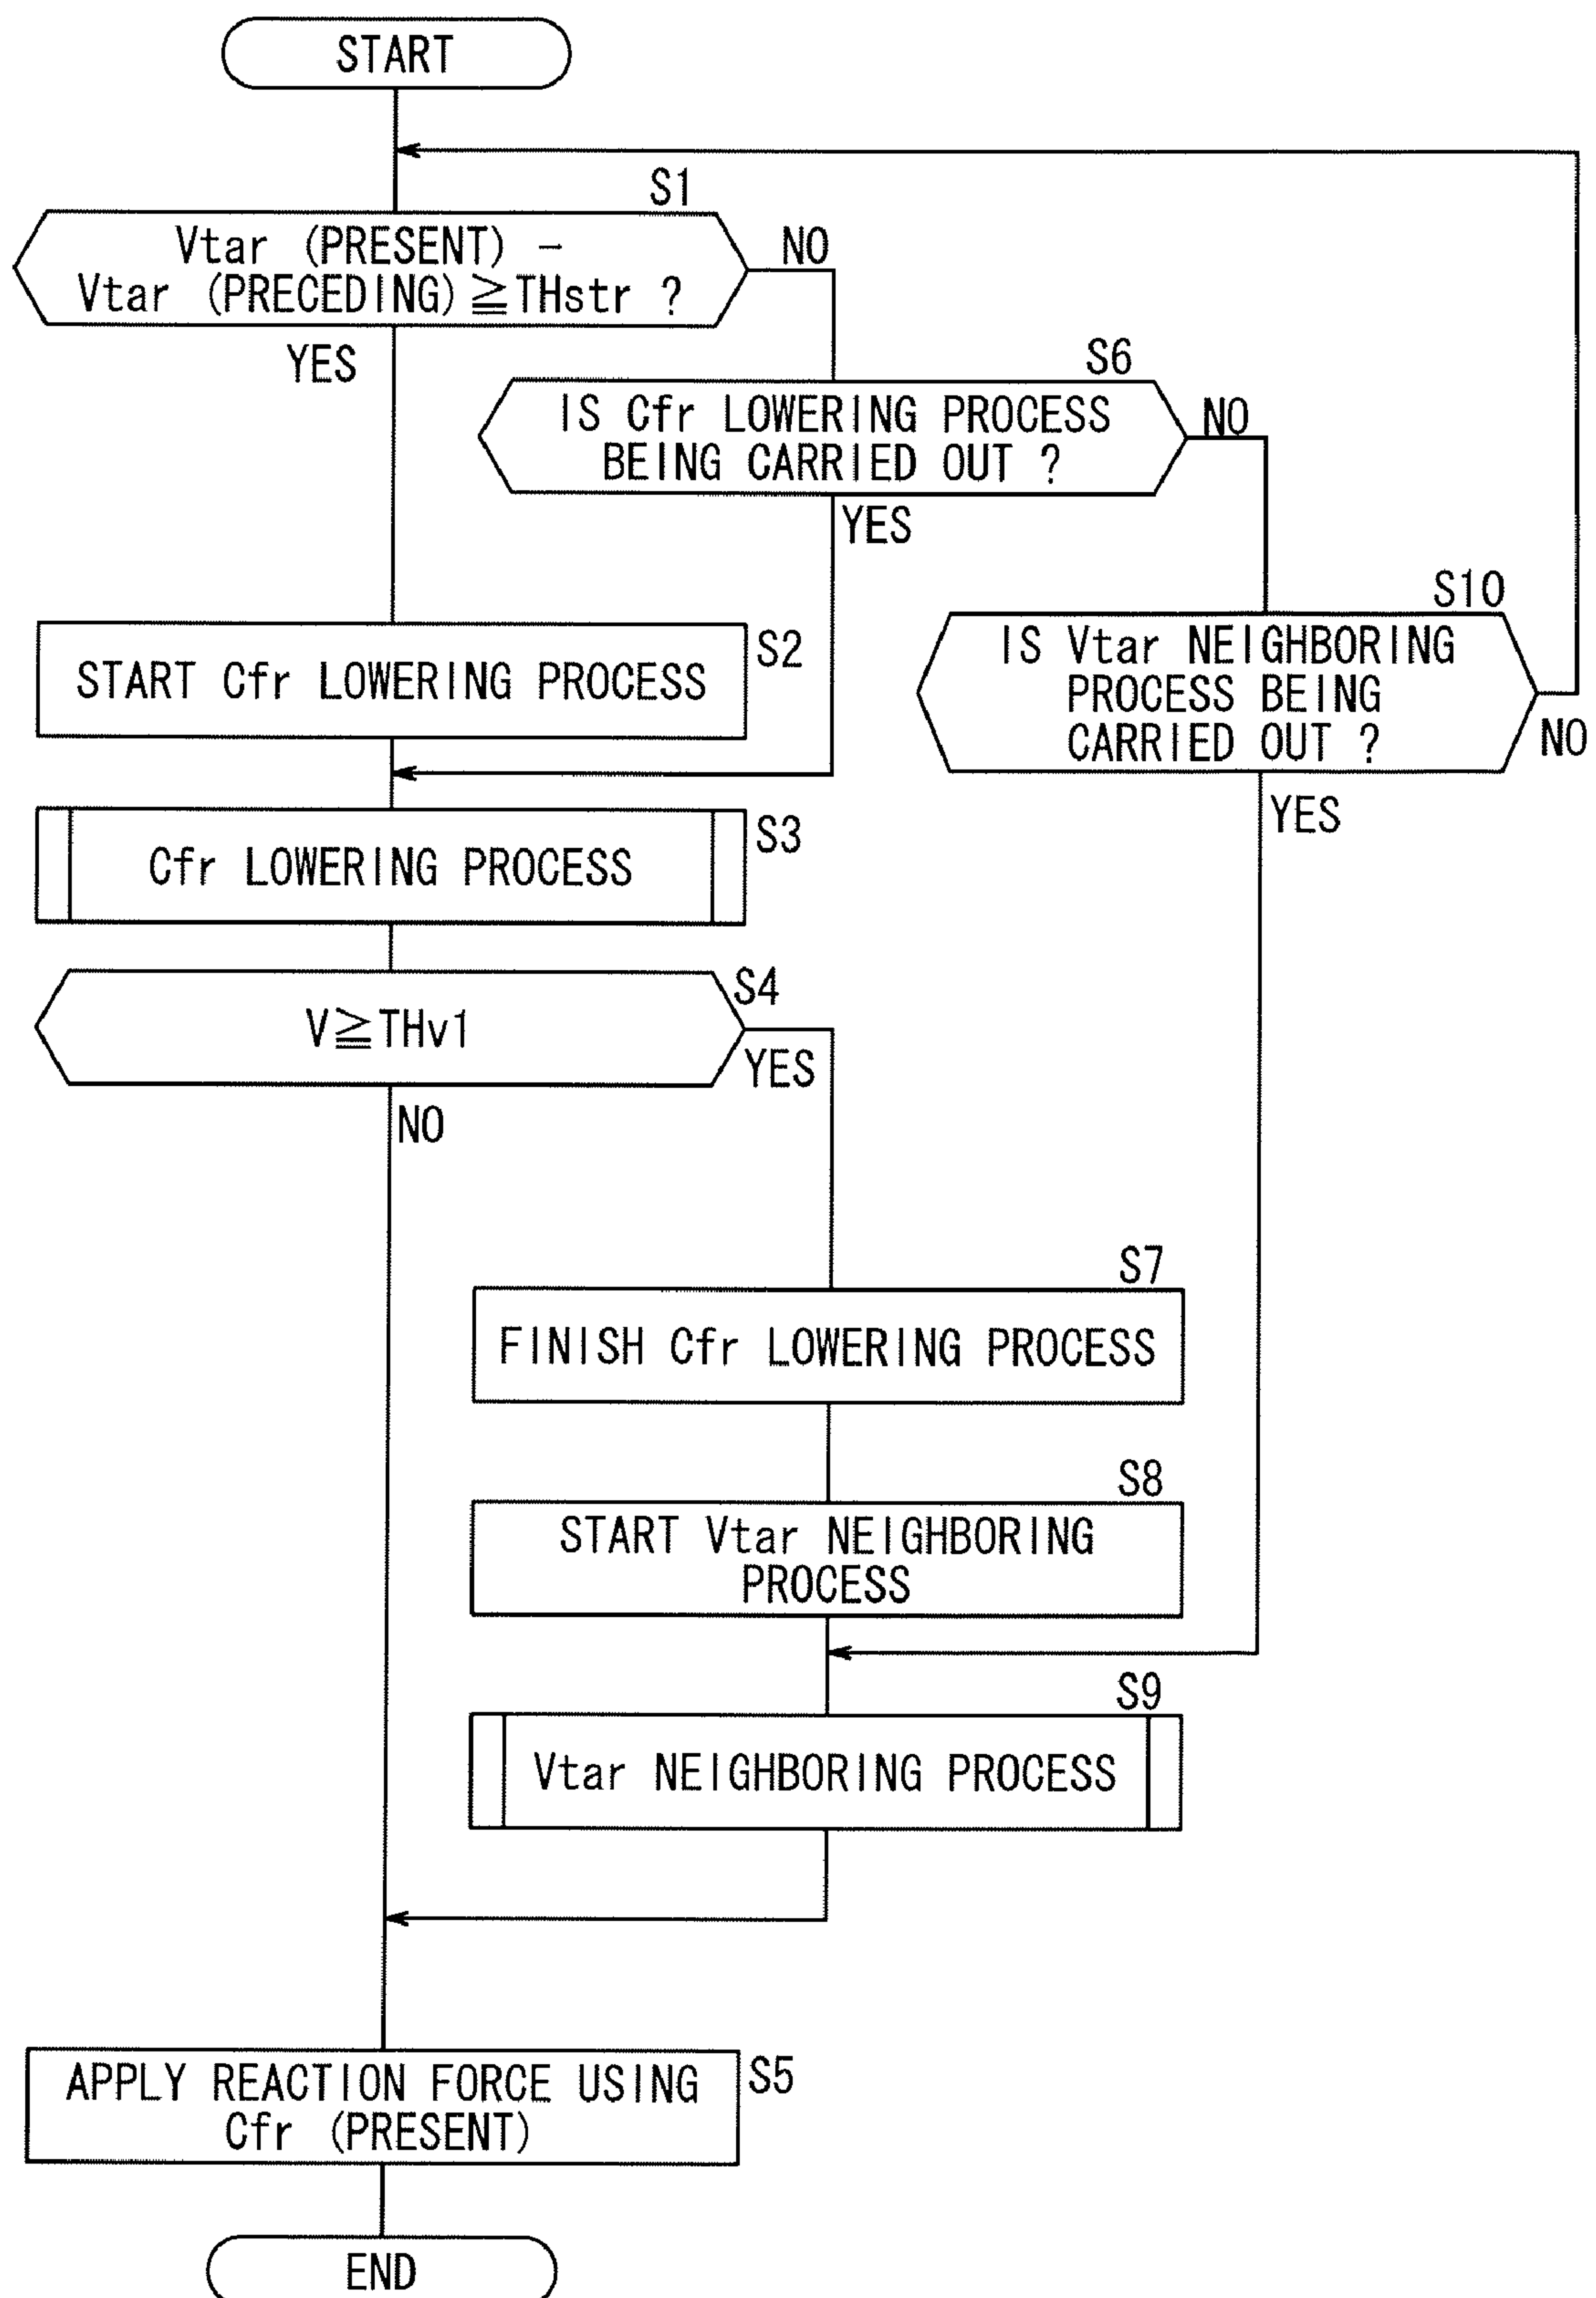 START
S1
Vtar (PRESENT) -
Vtar (PRECEDING)≧THstr ?
NO
YES
S6
IS Cfr LOWERING PROCESS
BEING CARRIED OUT ?
NO
YES
S10
IS Vtar NEIGHBORING
PROCESS BEING
CARRIED OUT ?
NO
YES
START Cfr LOWERING PROCESS
S2
Cfr LOWERING PROCESS
S3
V≧THv1
S4
YES
NO
S7
FINISH Cfr LOWERING PROCESS
S8
START Vtar NEIGHBORING
PROCESS
S9
Vtar NEIGHBORING PROCESS
APPLY REACTION FORCE USING
Cfr (PRESENT)
S5
END